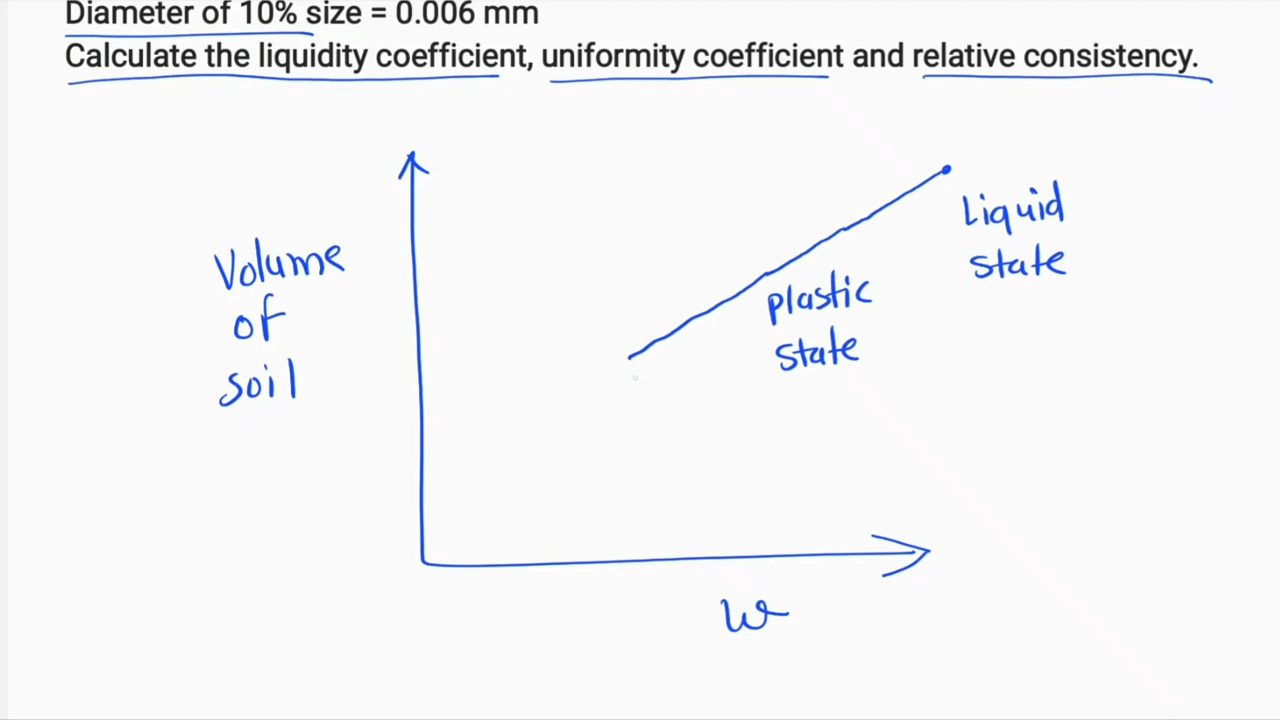 Diameter of 10% size = 0.006 mm
Calculate the liquidity coefficient, uniformity coefficient and relative consistency.
Volume
of
soil
Liquid
state
plastic
state
w